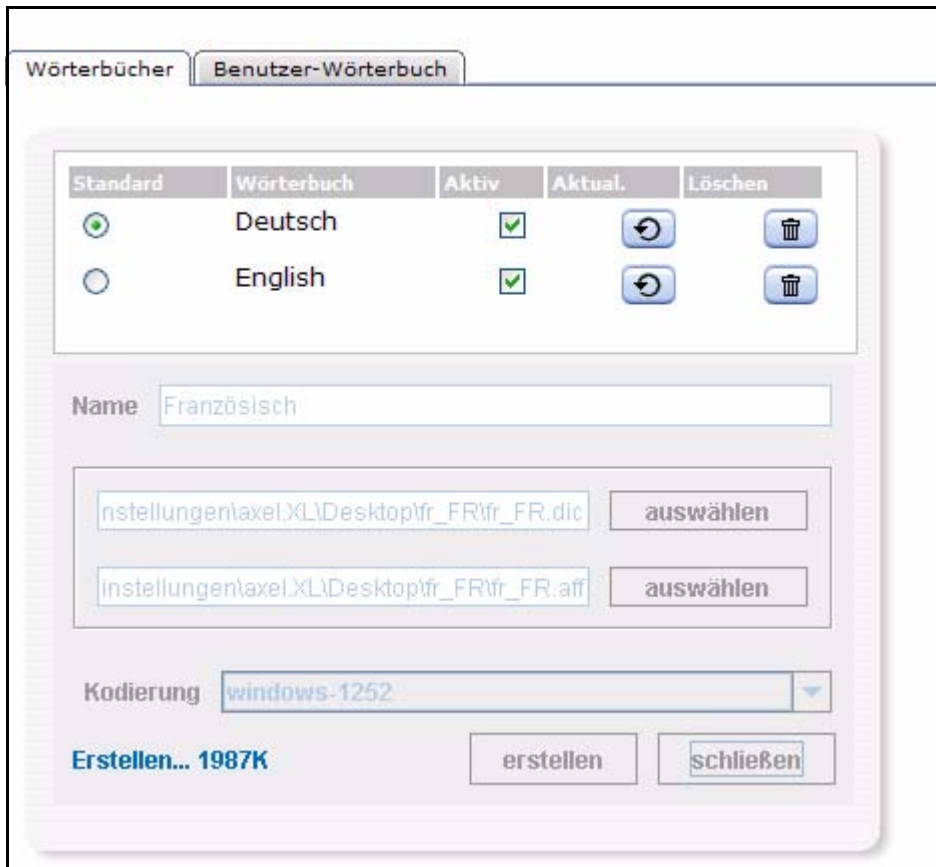 Wörterbücher Benutzer-Wörterbuch
Standard Wörterbuch Aktiv Aktual. Löschen
Deutsch
English
Name Französisch
nstellungen\axel.XL\Desktop\fr_FR\fr_FR.dic auswählen
instellungen\axel.XL\Desktop\fr_FR\fr_FR.aff auswählen
Kodierung windows-1252
Erstellen... 1987K erstellen schließen